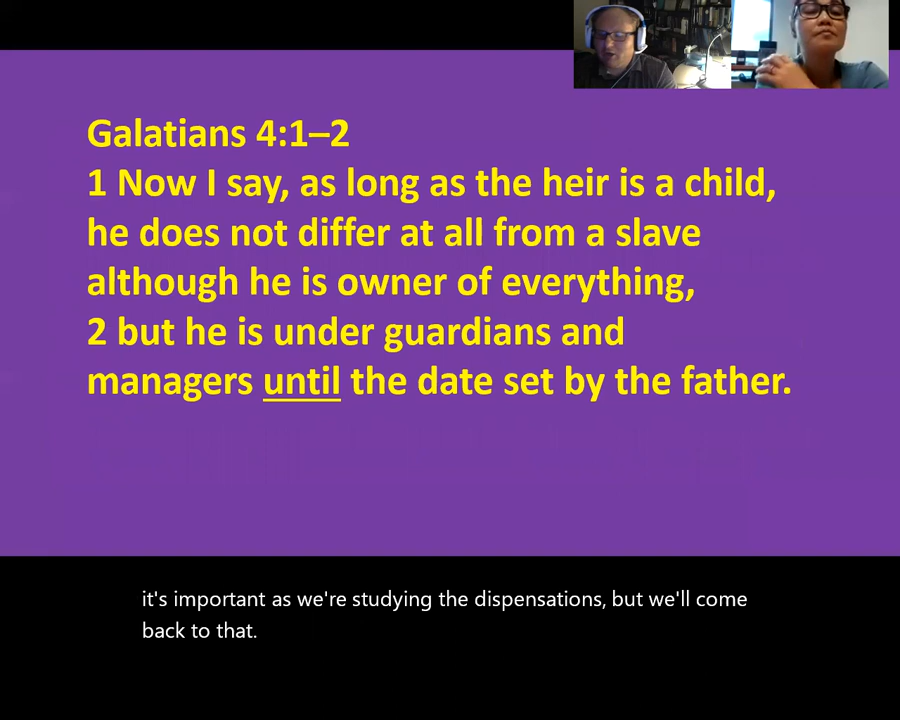 Galatians 4:1–2
1 Now I say, as long as the heir is a child,
he does not differ at all from a slave
although he is owner of everything,
2 but he is under guardians and
managers until the date set by the father.
it's important as we're studying the dispensations, but we'll come
back to that.